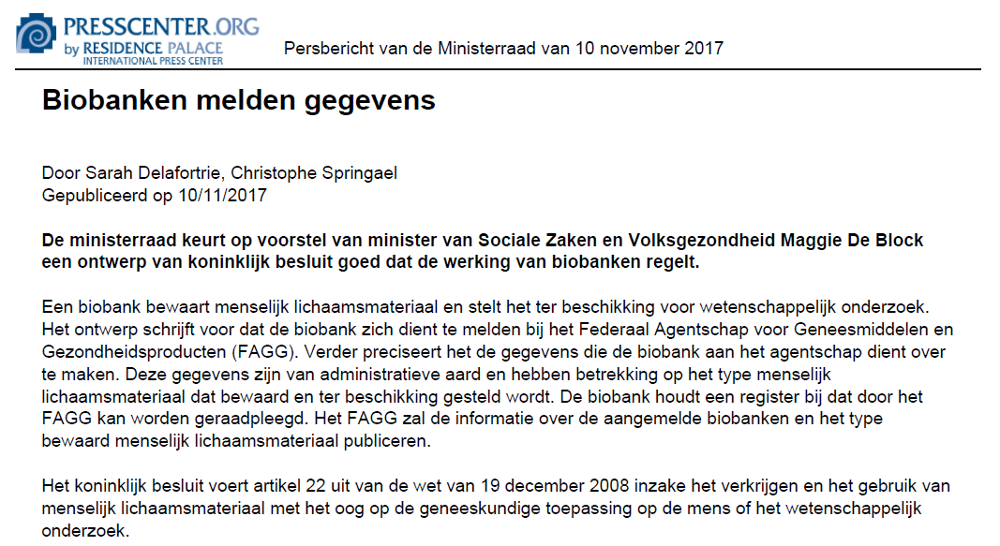 PRESSCENTER.ORG
by RESIDENCE PALACE
INTERNATIONAL PRESS CENTER
Persbericht van de Ministerraad van 10 november 2017
Biobanken melden gegevens
Door Sarah Delafortrie, Christophe Springael
Gepubliceerd op 10/11/2017
De ministerraad keurt op voorstel van minister van Sociale Zaken en Volksgezondheid Maggie De Block
een ontwerp van koninklijk besluit goed dat de werking van biobanken regelt.
Een biobank bewaart menselijk lichaamsmateriaal en stelt het ter beschikking voor wetenschappelijk onderzoek.
Het ontwerp schrijft voor dat de biobank zich dient te melden bij het Federaal Agentschap voor Geneesmiddelen en
Gezondheidsproducten (FAGG). Verder preciseert het de gegevens die de biobank aan het agentschap dient over
te maken. Deze gegevens zijn van administratieve aard en hebben betrekking op het type menselijk
lichaamsmateriaal dat bewaard en ter beschikking gesteld wordt. De biobank houdt een register bij dat door het
FAGG kan worden geraadpleegd. Het FAGG zal de informatie over de aangemelde biobanken en het type
bewaard menselijk lichaamsmateriaal publiceren.
Het koninklijk besluit voert artikel 22 uit van de wet van 19 december 2008 inzake het verkrijgen en het gebruik van
menselijk lichaamsmateriaal met het oog op de geneeskundige toepassing op de mens of het wetenschappelijk
onderzoek.